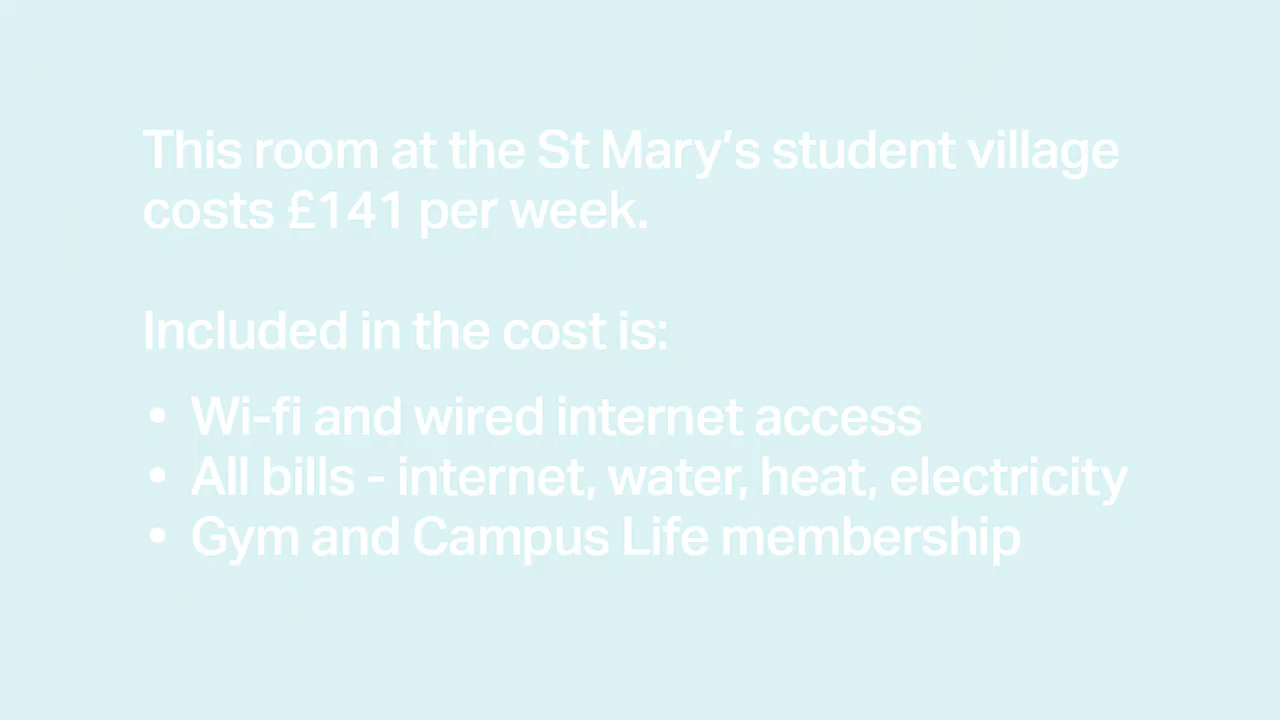 This room at the St Mary’s student village
costs £141 per week.
Included in the cost is:
• Wi-fi and wired internet access
• All bills - internet, water, heat, electricity
• Gym and Campus Life membership